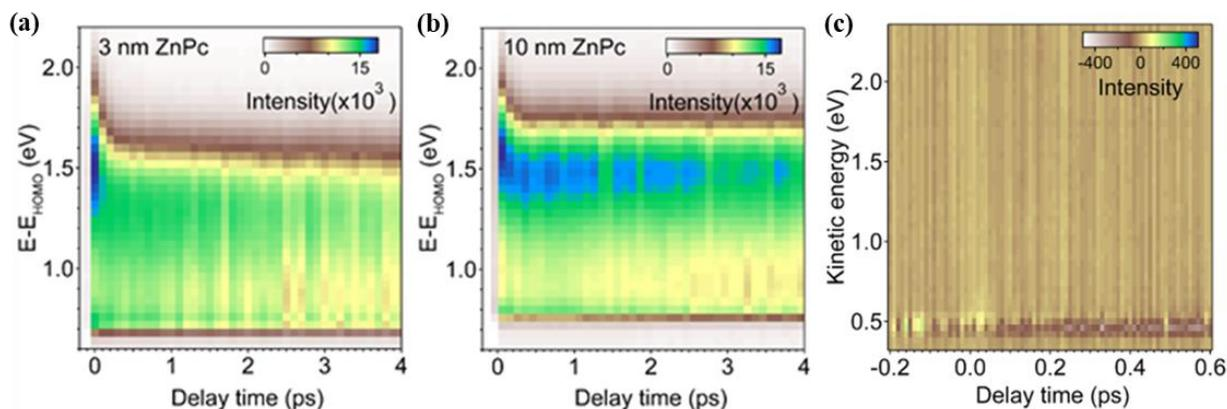 (a)
3 nm ZnPc
0
15
Intensity(x10³ )
2.0
1.5
1.0
E-E_HOMO (eV)
0
1
2
3
4
Delay time (ps)
(b)
10 nm ZnPc
0
15
Intensity(x10³ )
2.0
1.5
1.0
E-E_HOMO (eV)
0
1
2
3
4
Delay time (ps)
(c)
-400
0
400
Intensity
2.0
1.5
1.0
0.5
Kinetic energy (eV)
-0.2
0.0
0.2
0.4
0.6
Delay time (ps)